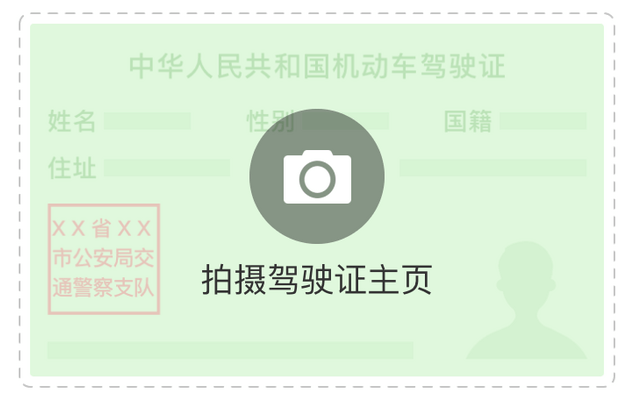 中华人民共和国机动车驾驶证
姓名 性别 国籍
住址
XX省XX
市公安局交
通警察支队
拍摄驾驶证主页